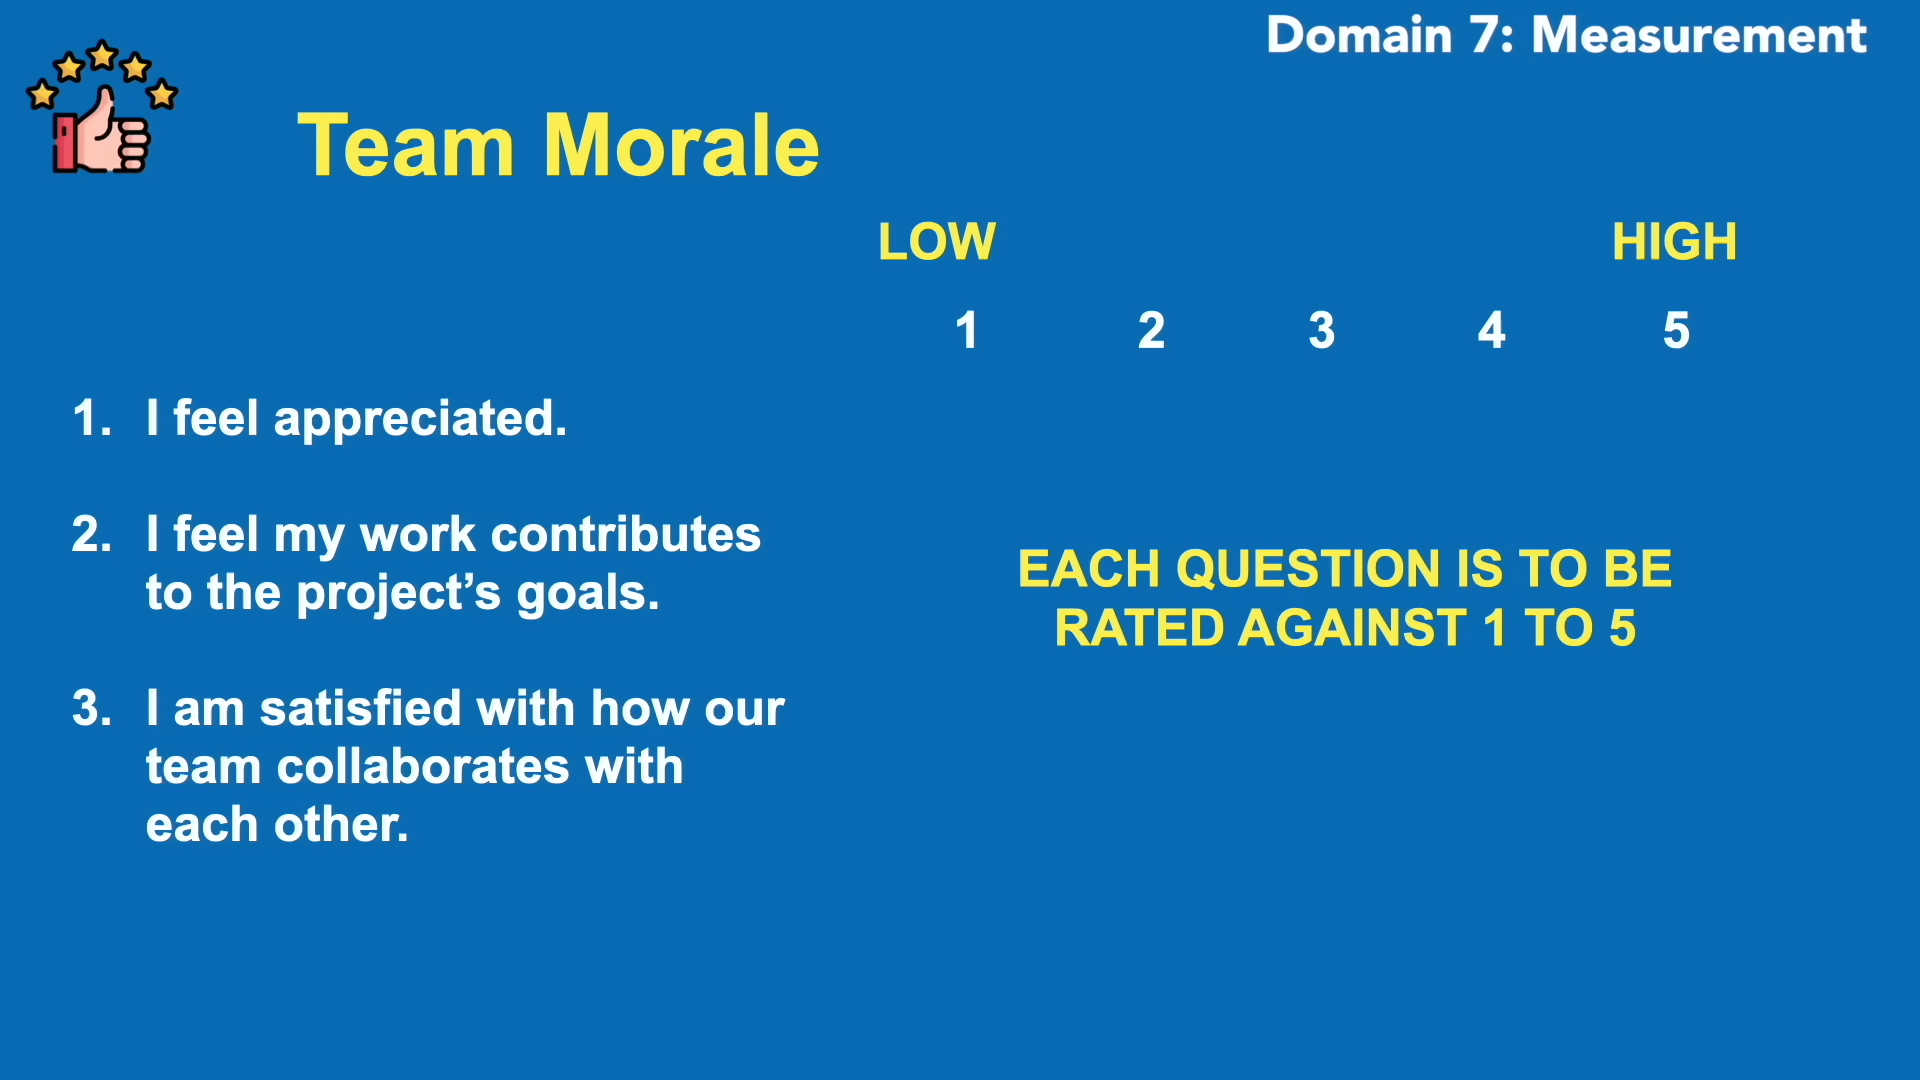 Domain 7: Measurement
Team Morale
LOW HIGH
1 2 3 4 5
1. I feel appreciated.
2. I feel my work contributes
to the project’s goals.
EACH QUESTION IS TO BE
RATED AGAINST 1 TO 5
3. I am satisfied with how our
team collaborates with
each other.